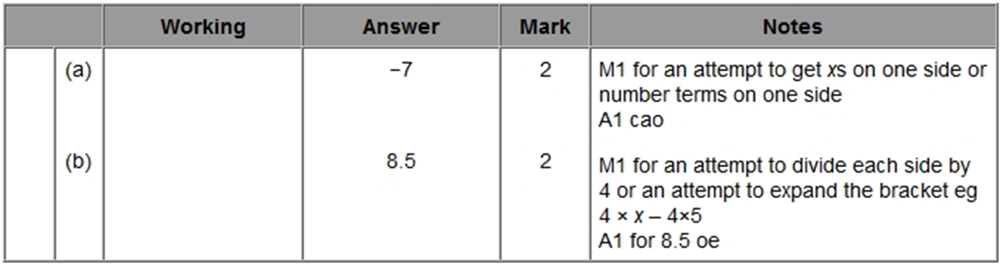 Working Answer Mark Notes
(a) −7 2 M1 for an attempt to get xs on one side or
number terms on one side
A1 cao
(b) 8.5 2 M1 for an attempt to divide each side by
4 or an attempt to expand the bracket eg
4 × x – 4×5
A1 for 8.5 oe